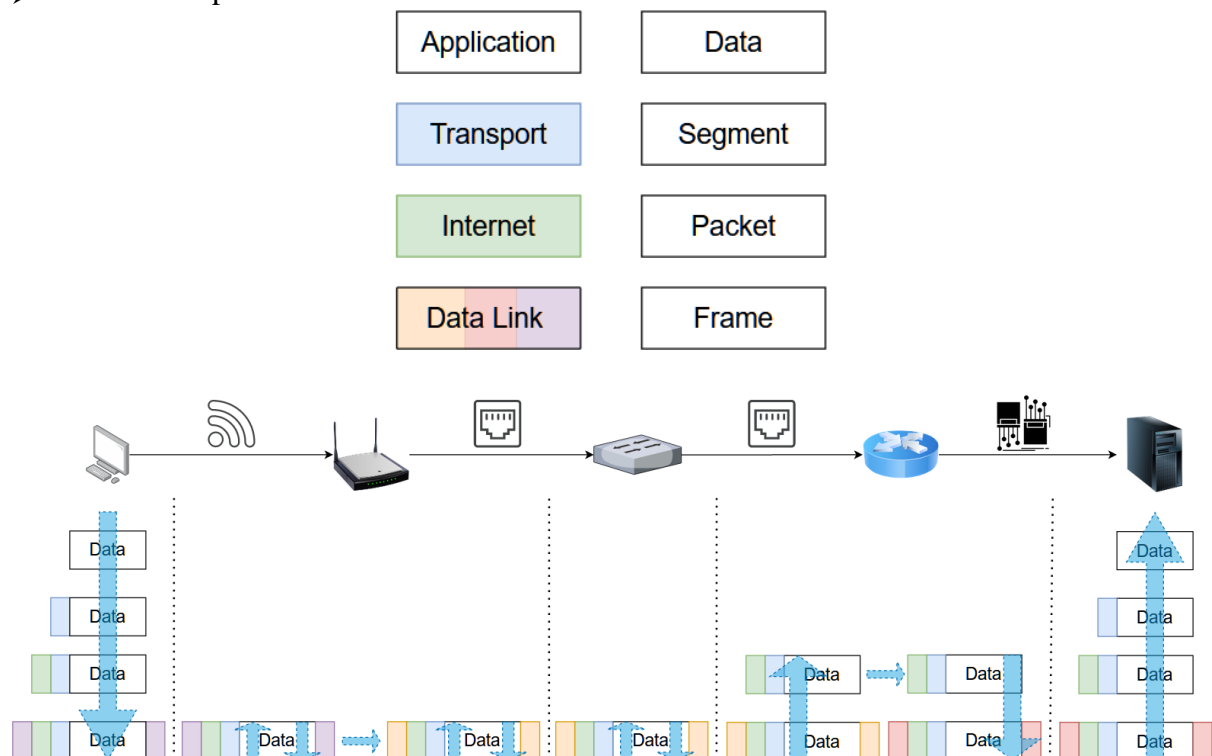 Application Data
Transport Segment
Internet Packet
Data Link Frame
Data Data
Data Data
Data Data Data Data
Data Data Data Data Data Data Data